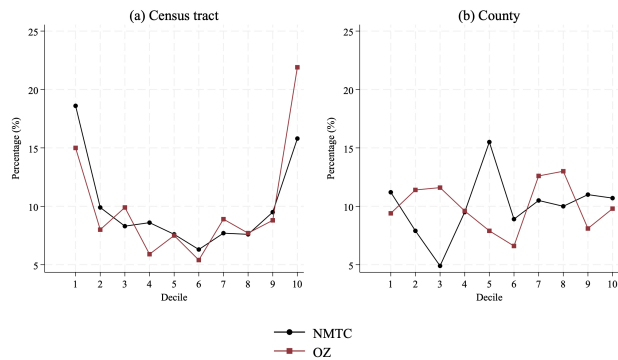 (a) Census tract
(b) County
25
20
15
10
5
Percentage (%)
1 2 3 4 5 6 7 8 9 10
Decile
25
20
15
10
5
Percentage (%)
1 2 3 4 5 6 7 8 9 10
Decile
NMTC
OZ